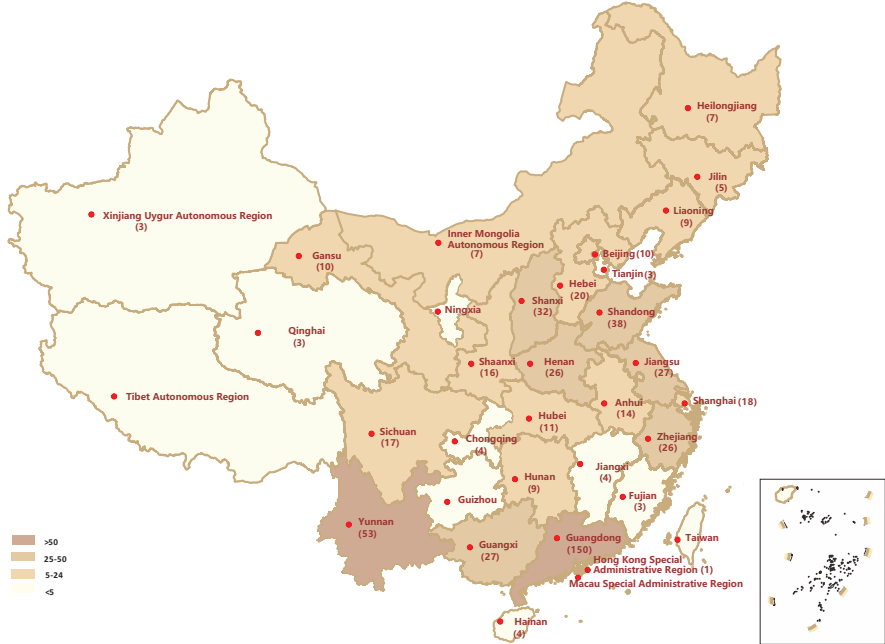 Heilongjiang
(7)
Jilin
(5)
Xinjiang Uygur Autonomous Region
(3)
Liaoning
(9)
Inner Mongolia
Autonomous Region
(7)
Gansu
(10)
Beijing (10)
Tianjin (3)
Hebei
(20)
Shanxi
(32)
Ningxia
Shandong
(38)
Qinghai
(3)
Shaanxi
(16)
Henan
(26)
Jiangsu
(27)
Tibet Autonomous Region
Anhui
(14)
Shanghai (18)
Hubei
(11)
Sichuan
(17)
Chongqing
(4)
Zhejiang
(26)
Hunan
(9)
Jiangxi
(4)
Guizhou
Fujian
(3)
Yunnan
(53)
Guangxi
(27)
Guangdong
(150)
Taiwan
Hong Kong Special
Administrative Region (1)
Macau Special Administrative Region
Hainan
(4)
>50
25-50
5-24
<5